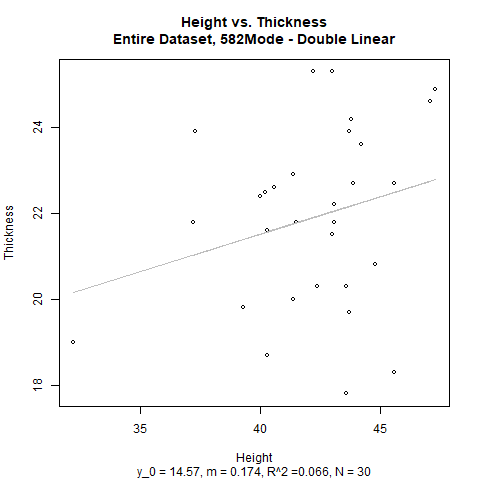 Height vs. Thickness
Entire Dataset, 582Mode - Double Linear
Thickness
24
22
20
18
35 40 45
Height
y_0 = 14.57, m = 0.174, R^2 =0.066, N = 30